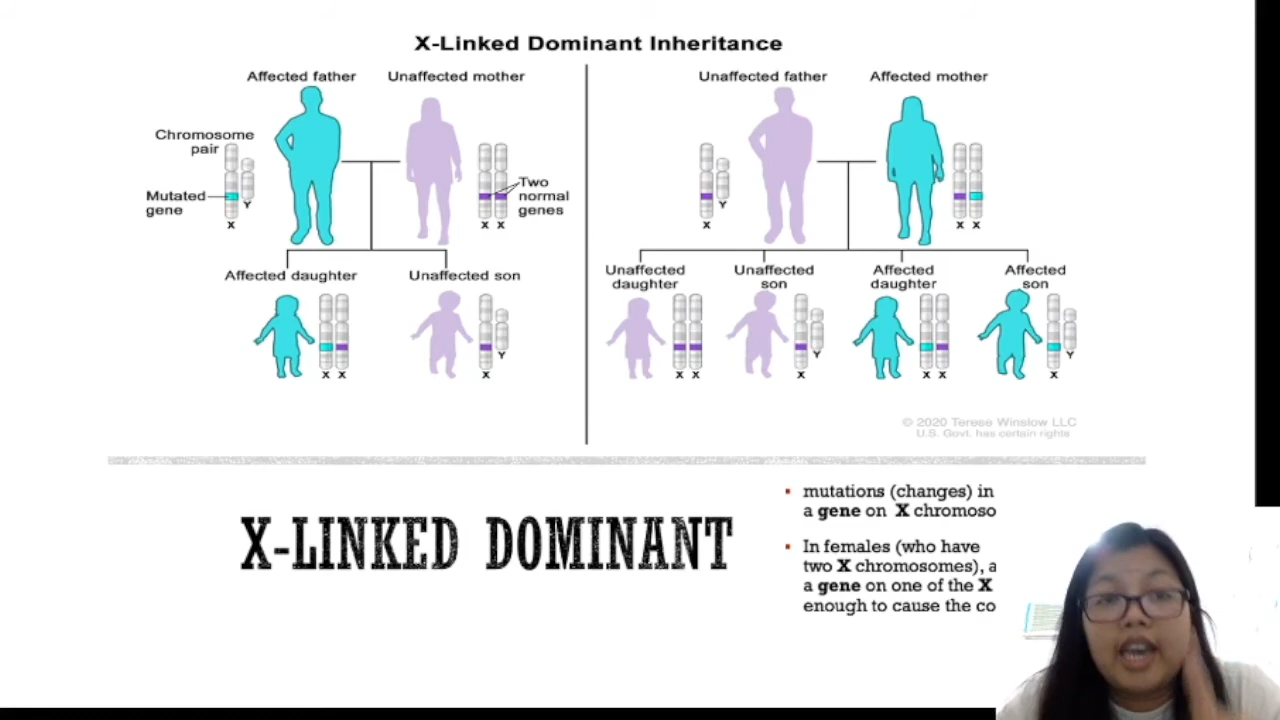 X-Linked Dominant Inheritance
Affected father
Unaffected mother
Chromosome
pair
Mutated
gene
Y
X
Two
normal
genes
X X
Affected daughter
Unaffected son
X X
Y
X
Unaffected father
Affected mother
Y
X
X X
Unaffected
daughter
Unaffected
son
Affected
daughter
Affected
son
X X
Y
X
X X
Y
X
© 2020 Terese Winslow LLC
U.S. Govt. has certain rights
X-LINKED DOMINANT
▪ mutations (changes) in
a gene on X chromoso
▪ In females (who have
two X chromosomes), a
a gene on one of the X
enough to cause the co